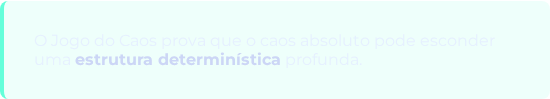 O Jogo do Caos prova que o caos absoluto pode esconder
uma estrutura determinística profunda.